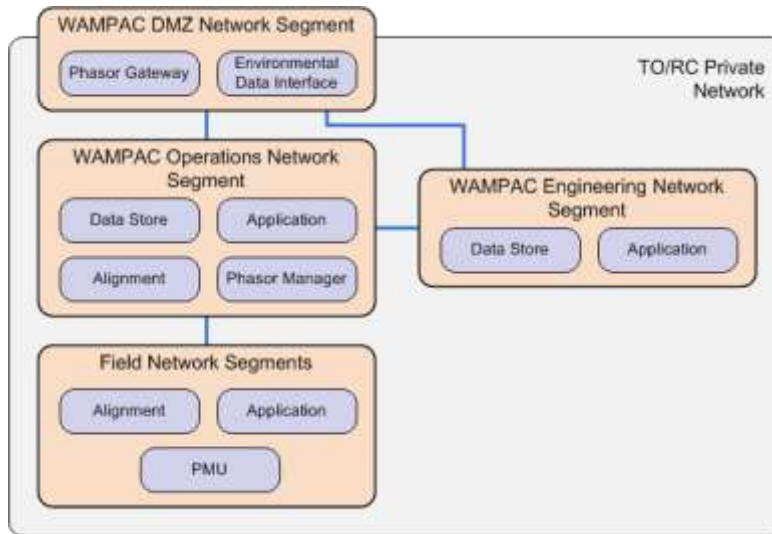 WAMPAC DMZ Network Segment
Phasor Gateway
Environmental
Data Interface
TO/RC Private
Network
WAMPAC Operations Network
Segment
Data Store
Application
Alignment
Phasor Manager
WAMPAC Engineering Network
Segment
Data Store
Application
Field Network Segments
Alignment
Application
PMU